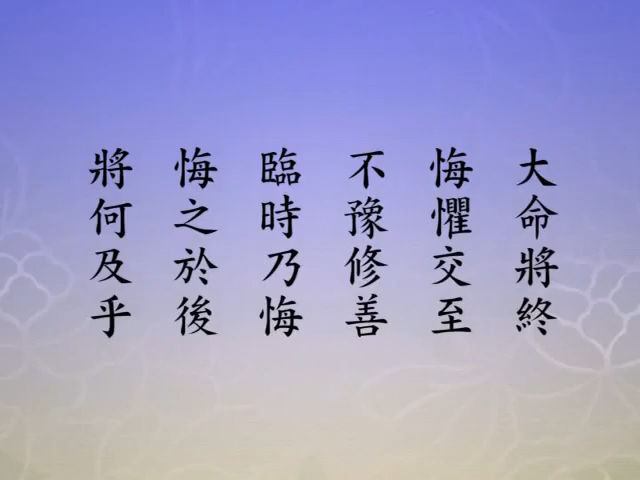 大命將終
悔懼交至
不豫修善
臨時乃悔
悔之於後
將何及乎